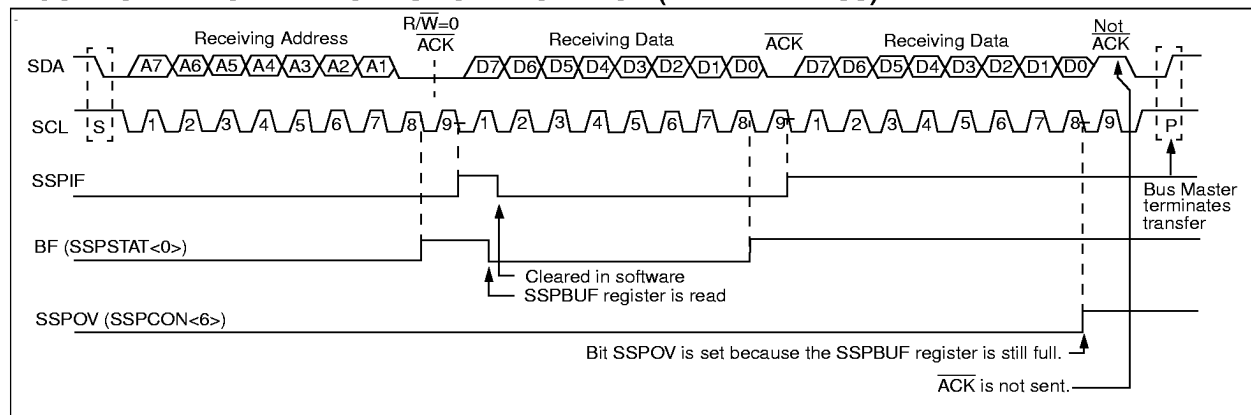 R/W̅=0
Receiving Address A̅C̅K̅ Receiving Data A̅C̅K̅ Receiving Data Not A̅C̅K̅
SDA A7 A6 A5 A4 A3 A2 A1 D7 D6 D5 D4 D3 D2 D1 D0 D7 D6 D5 D4 D3 D2 D1 D0
SCL S 1 2 3 4 5 6 7 8 9 1 2 3 4 5 6 7 8 9 1 2 3 4 5 6 7 8 9 P
SSPIF
Bus Master
terminates
transfer
BF (SSPSTAT<0>)
Cleared in software
SSPBUF register is read
SSPOV (SSPCON<6>)
Bit SSPOV is set because the SSPBUF register is still full.
A̅C̅K̅ is not sent.